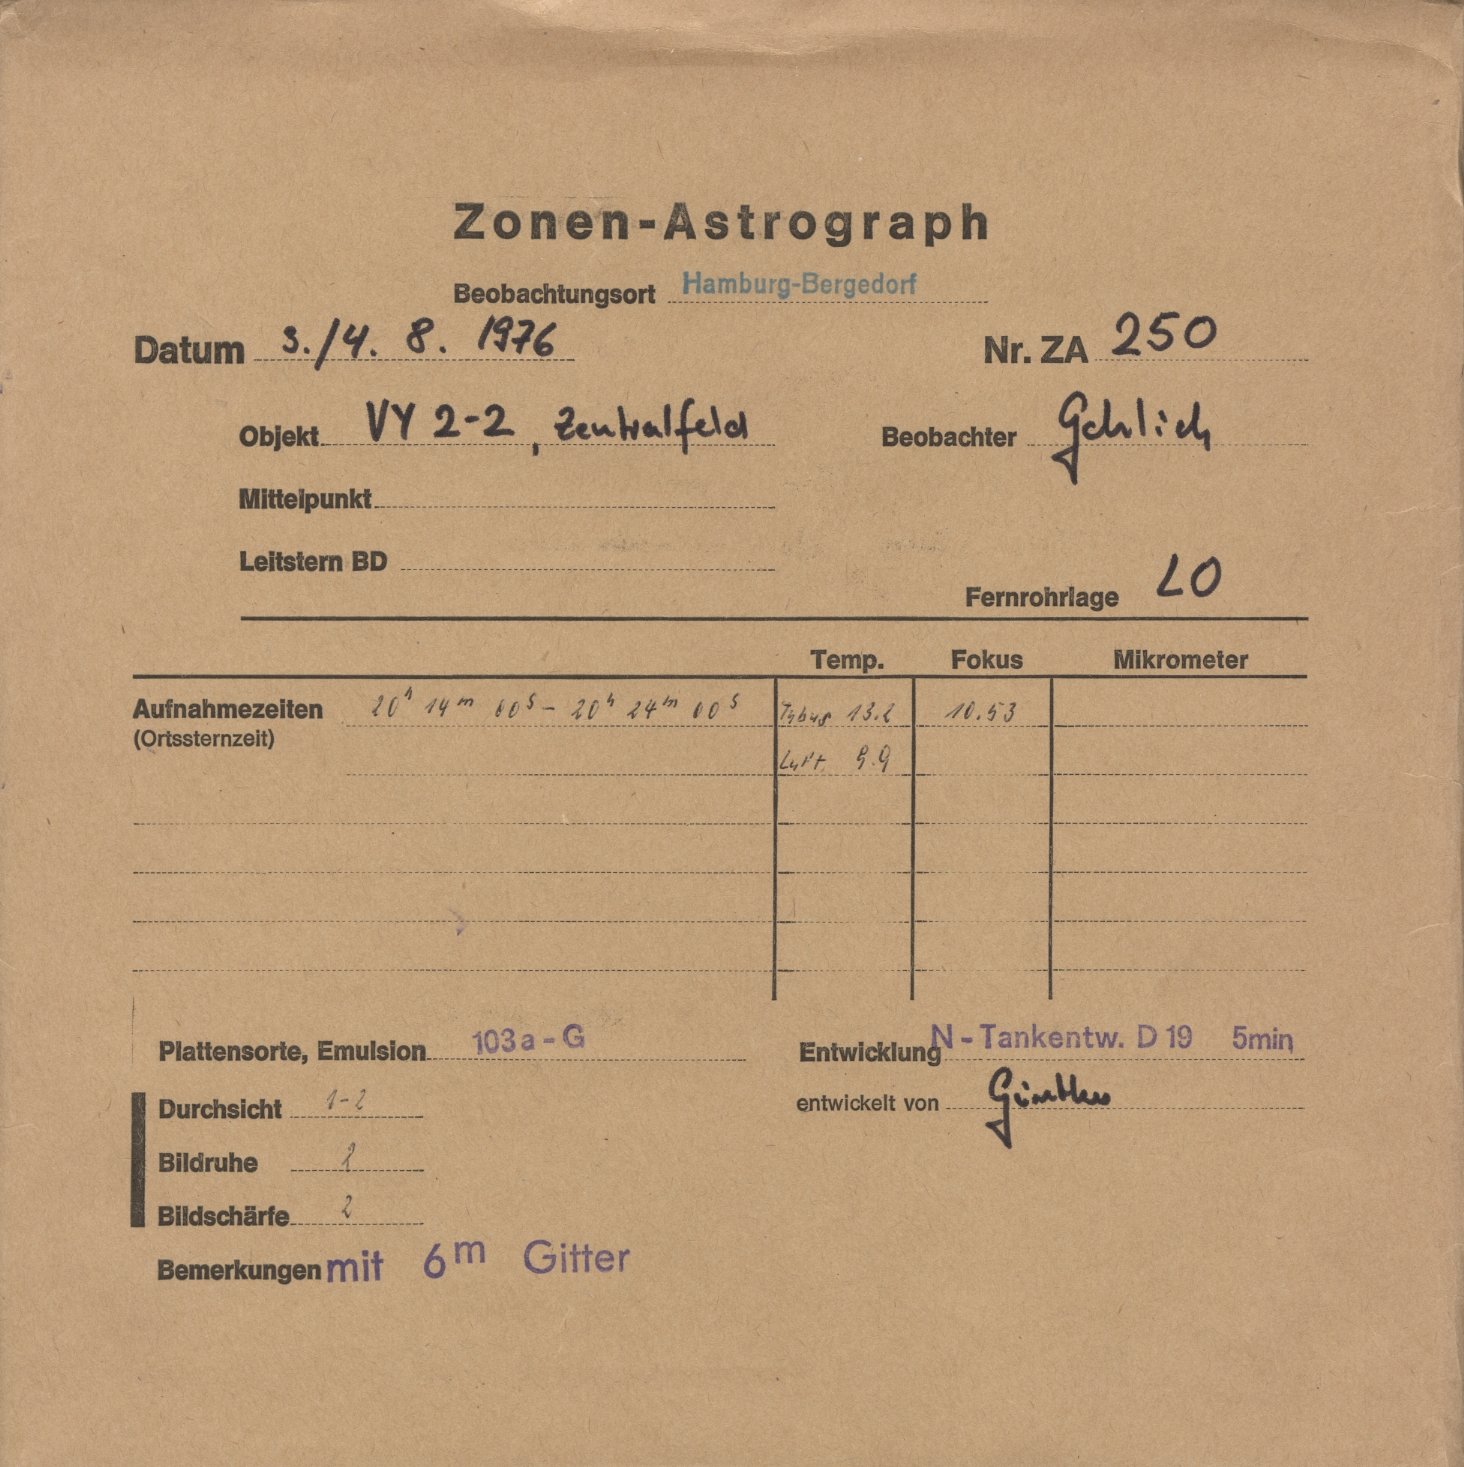 Zonen-Astrograph
Beobachtungsort Hamburg-Bergedorf
Datum 3./4. 8. 1976 Nr. ZA 250
Objekt VY 2-2, Zentralfeld Beobachter
Mittelpunkt
Leitstern BD
Fernrohrlage LO
Temp. Fokus Mikrometer
Aufnahmezeiten 20h 14m 00s - 20h 24m 00s Tubus 13.2 10.53
(Ortssternzeit)
Luft 9.9
Plattensorte, Emulsion 103a-G Entwicklung N-Tankentw. D 19 5min
Durchsicht 1-2 entwickelt von
Bildruhe 2
Bildschärfe 2
Bemerkungen mit 6m Gitter